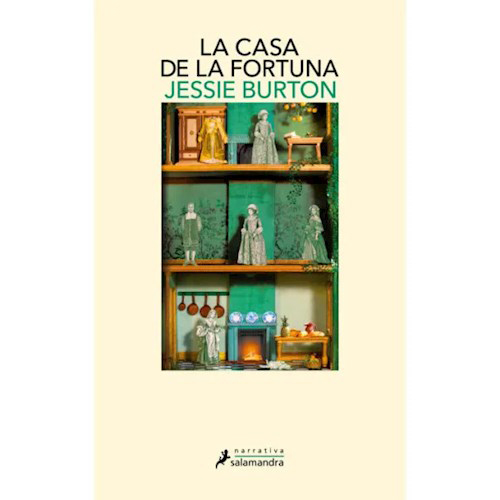 LA CASA
DE LA FORTUNA
JESSIE BURTON
narrativa
salamandra